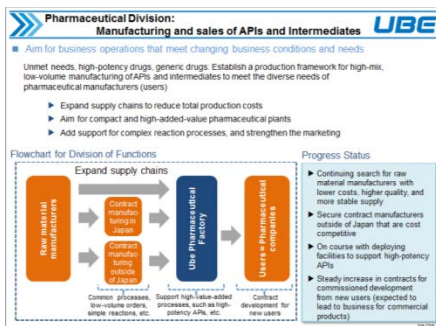 Pharmaceutical Division:
Manufacturing and sales of APIs and Intermediates
UBE
Aim for business operations that meet changing business conditions and needs
Unmet needs, high-potency drugs, generic drugs: Establish a production framework for high-mix,
low-volume manufacturing of APIs and intermediates to meet the diverse needs of
pharmaceutical manufacturers (users)
Expand supply chains to reduce total production costs
Aim for compact and high-added-value pharmaceutical plants
Add support for complex reaction processes, and strengthen the marketing
Flowchart for Division of Functions
Expand supply chains
Raw material
manufacturers
Contract
manufac-
turing in
Japan
Contract
manufac-
turing
outside
of Japan
Ube Pharmaceutical
Factory
Users= Pharmaceutical
companies
Common processes,
low-volume orders,
simple reactions, etc.
Support high-value-added
processes, such as high-
potency APIs, etc.
Contract
development for
new users
Progress Status
Continuing search for raw
material manufacturers with
lower costs, higher quality, and
more stable supply
Secure contract manufacturers
outside of Japan that are cost
competitive
On course with deploying
facilities to support high-potency
APIs
Steady increase in contracts for
commissioned development
from new users (expected to
lead to business for commercial
products)